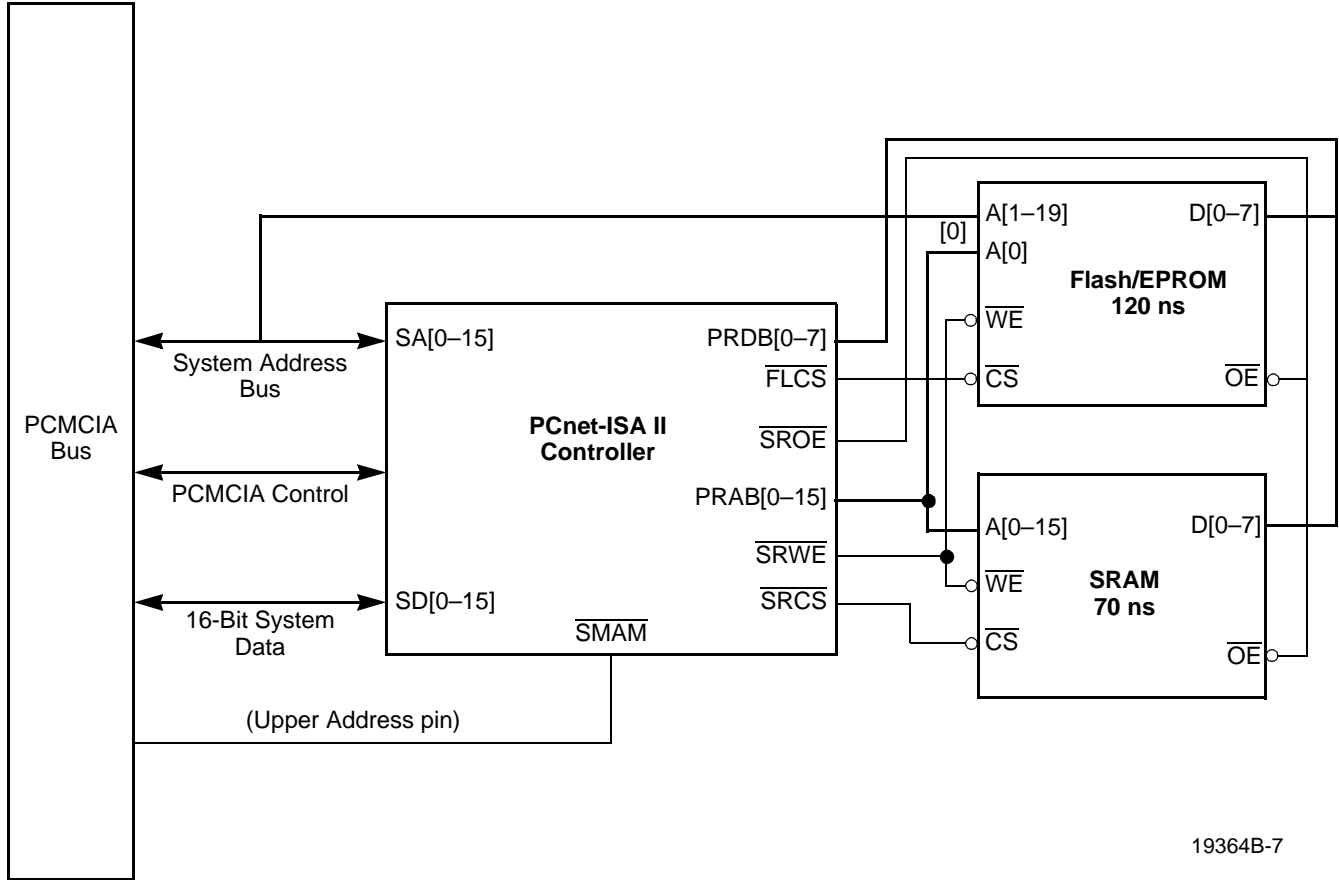 PCMCIA
Bus
System Address
Bus
PCMCIA Control
16-Bit System
Data
(Upper Address pin)
SA[0–15]
SD[0–15]
PCnet-ISA II
Controller
SMAM
PRDB[0–7]
FLCS
SROE
PRAB[0–15]
SRWE
SRCS
[0]
A[1–19]
A[0]
WE
CS
D[0–7]
Flash/EPROM
120 ns
OE
A[0–15]
WE
CS
D[0–7]
SRAM
70 ns
OE
19364B-7